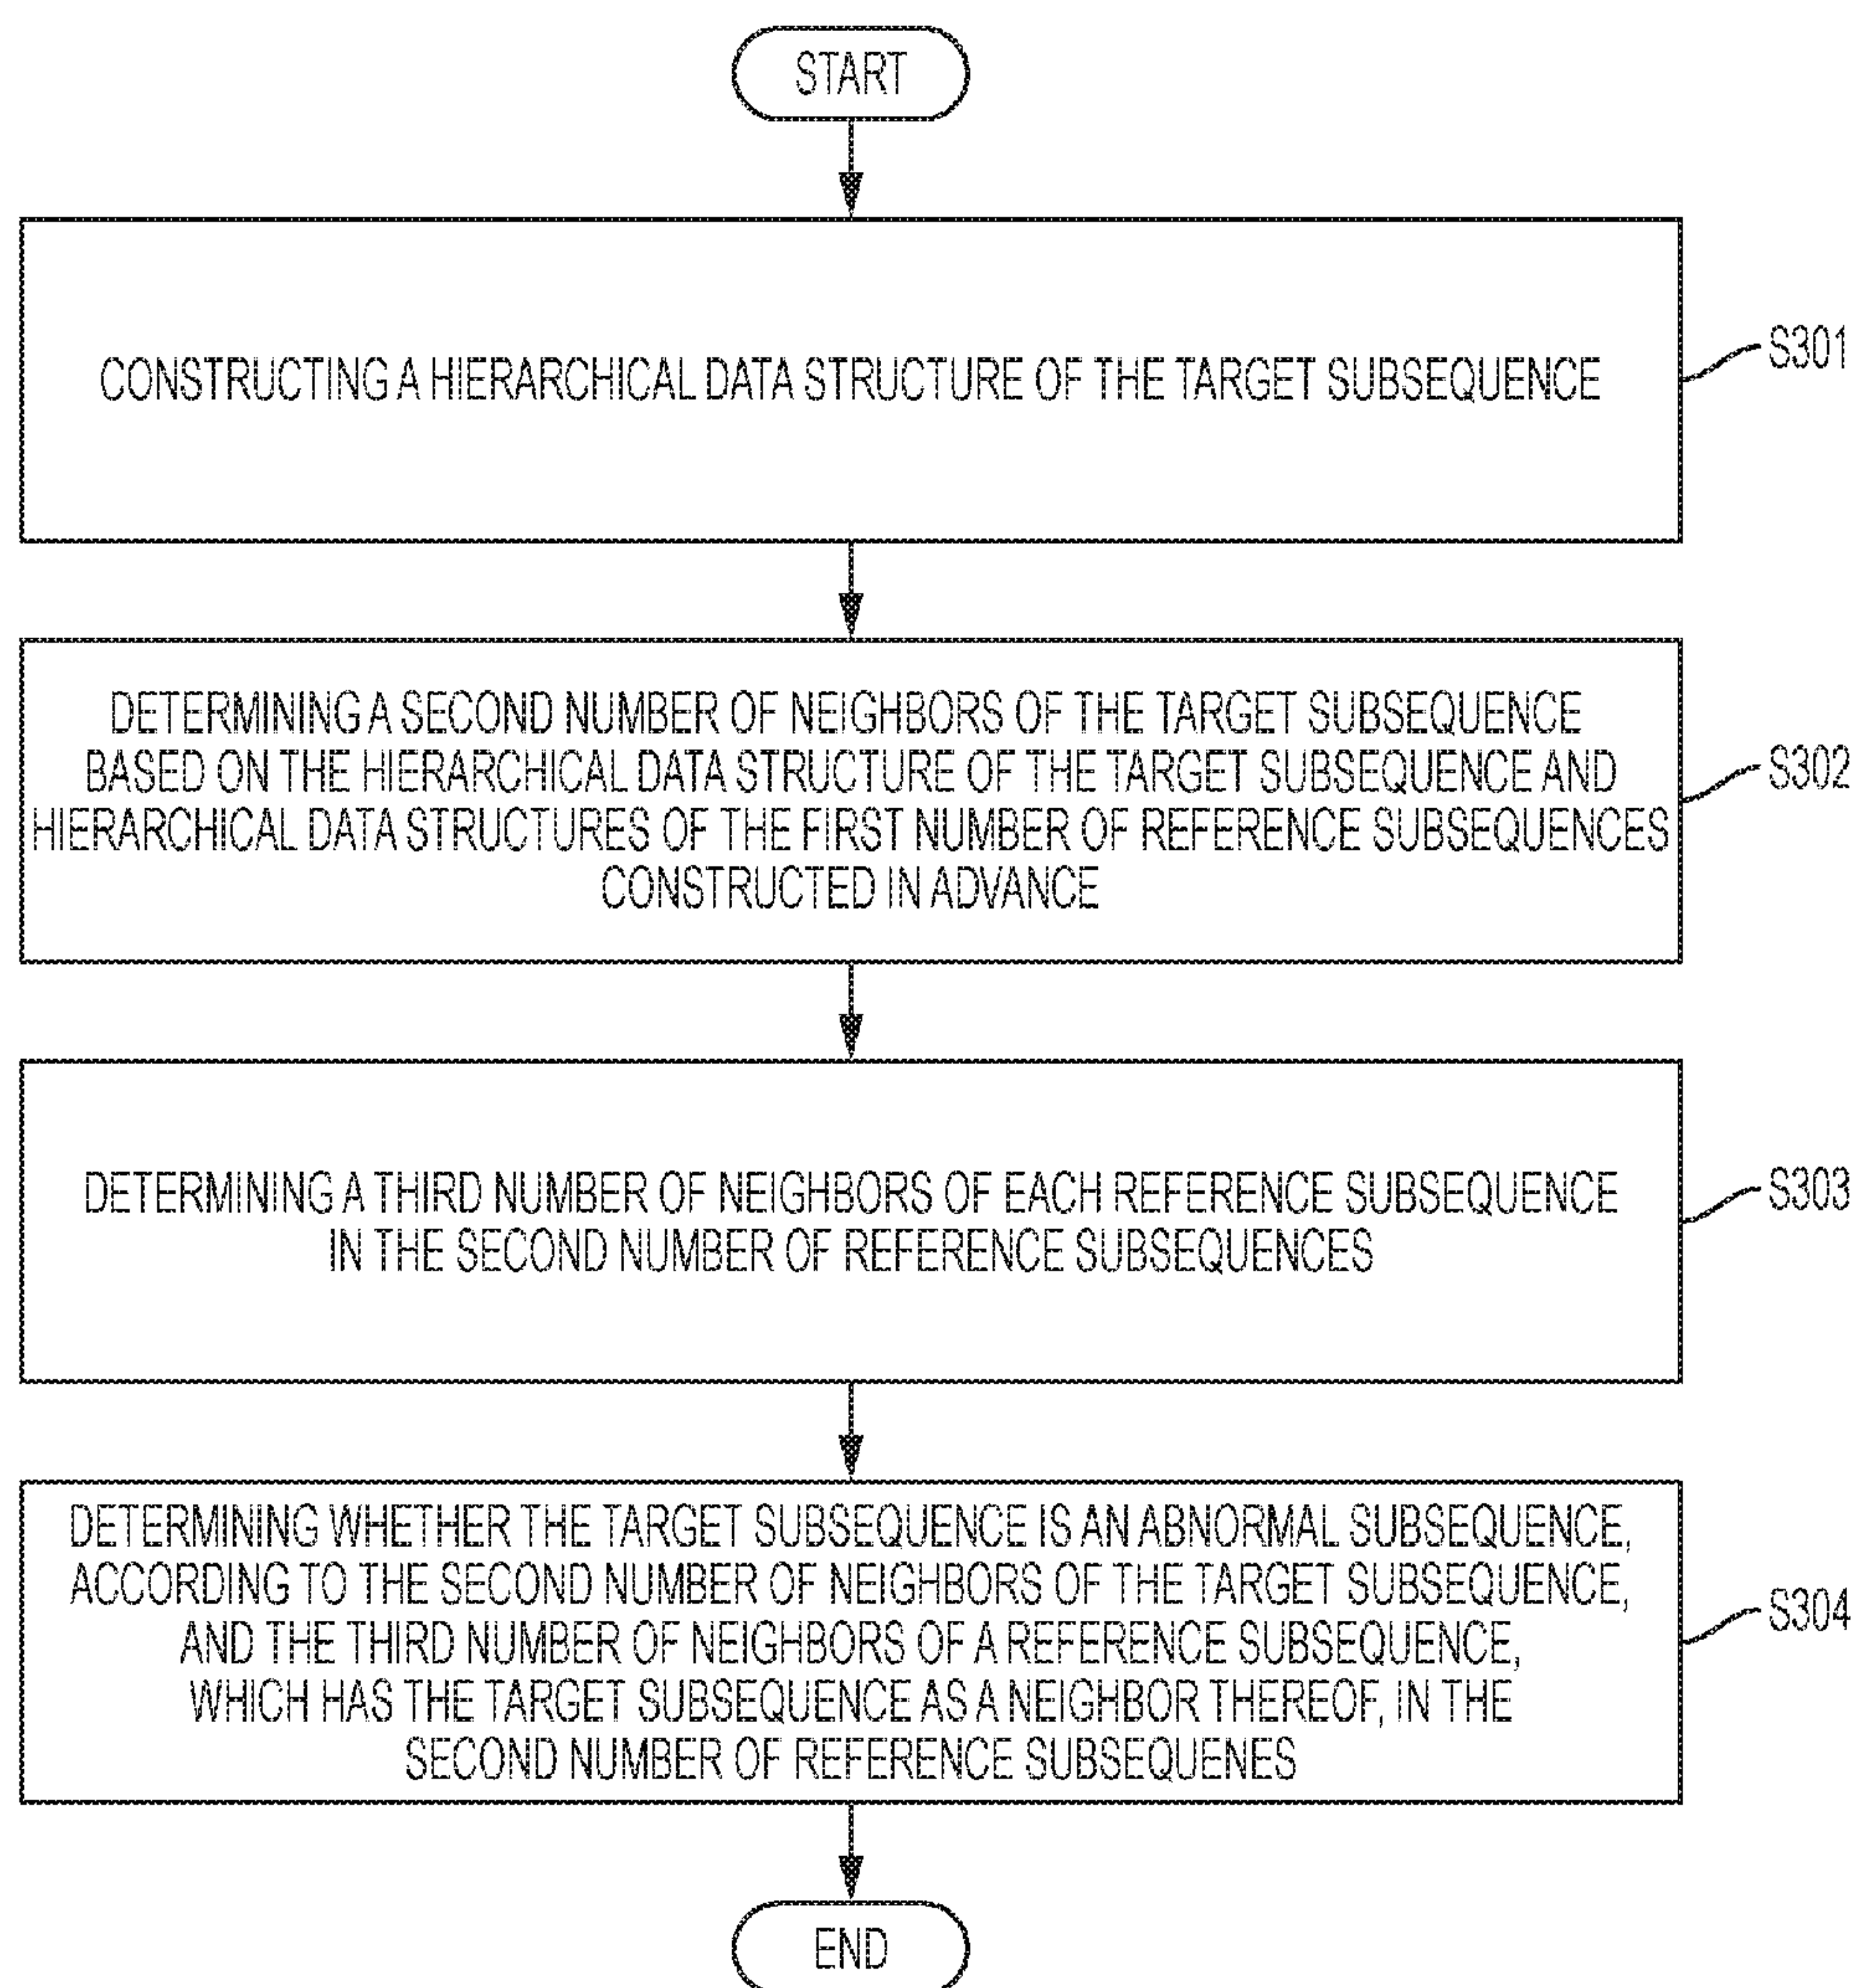 START
CONSTRUCTING A HIERARCHICAL DATA STRUCTURE OF THE TARGET SUBSEQUENCE
S301
DETERMINING A SECOND NUMBER OF NEIGHBORS OF THE TARGET SUBSEQUENCE
BASED ON THE HIERARCHICAL DATA STRUCTURE OF THE TARGET SUBSEQUENCE AND
HIERARCHICAL DATA STRUCTURES OF THE FIRST NUMBER OF REFERENCE SUBSEQUENCES
CONSTRUCTED IN ADVANCE
S302
DETERMINING A THIRD NUMBER OF NEIGHBORS OF EACH REFERENCE SUBSEQUENCE
IN THE SECOND NUMBER OF REFERENCE SUBSEQUENCES
S303
DETERMINING WHETHER THE TARGET SUBSEQUENCE IS AN ABNORMAL SUBSEQUENCE,
ACCORDING TO THE SECOND NUMBER OF NEIGHBORS OF THE TARGET SUBSEQUENCE,
AND THE THIRD NUMBER OF NEIGHBORS OF A REFERENCE SUBSEQUENCE,
WHICH HAS THE TARGET SUBSEQUENCE AS A NEIGHBOR THEREOF, IN THE
SECOND NUMBER OF REFERENCE SUBSEQUENES
S304
END